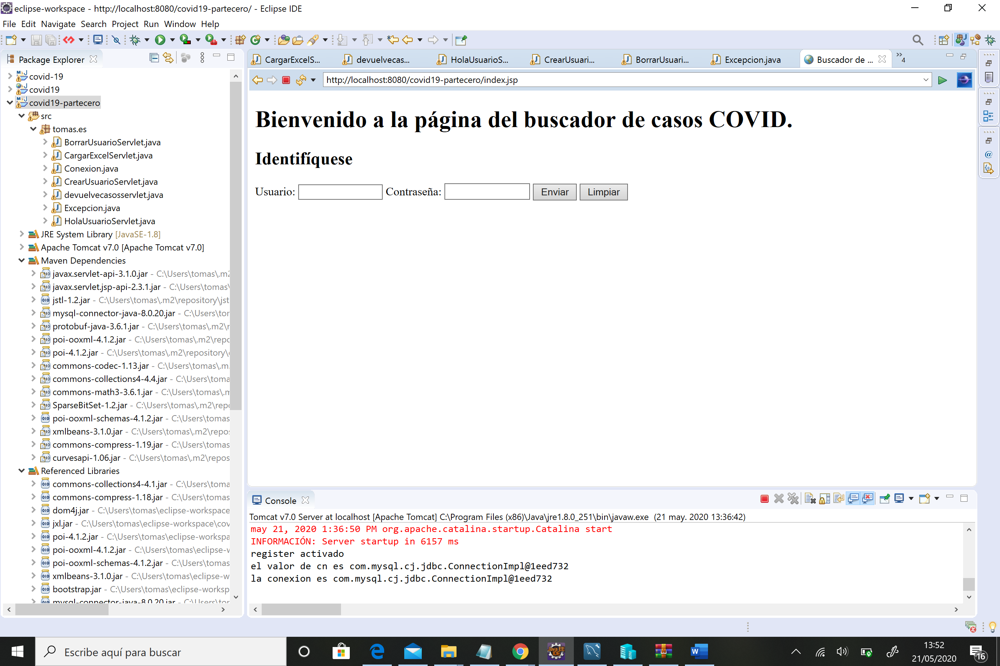 eclipse-workspace - http://localhost:8080/covid19-partecero/ - Eclipse IDE
File Edit Navigate Search Project Run Window Help
Package Explorer
covid-19
covid19
covid19-partecero
src
tomas.es
BorrarUsuarioServlet.java
CargarExcelServlet.java
Conexion.java
CrearUsuarioServlet.java
devuelvecasosservlet.java
Excepcion.java
HolaUsuarioServlet.java
JRE System Library [JavaSE-1.8]
Apache Tomcat v7.0 [Apache Tomcat v7.0]
Maven Dependencies
javax.servlet-api-3.1.0.jar - C:\Users\tomas\.m2
javax.servlet.jsp-api-2.3.1.jar - C:\Users\tomas\
jstl-1.2.jar - C:\Users\tomas\.m2\repository\jst
mysql-connector-java-8.0.20.jar - C:\Users\tom
protobuf-java-3.6.1.jar - C:\Users\tomas\.m2\r
poi-ooxml-4.1.2.jar - C:\Users\tomas\.m2\repo
poi-4.1.2.jar - C:\Users\tomas\.m2\repository\
commons-codec-1.13.jar - C:\Users\tomas\.m
commons-collections4-4.4.jar - C:\Users\toma
commons-math3-3.6.1.jar - C:\Users\tomas\.m
SparseBitSet-1.2.jar - C:\Users\tomas\.m2\repo
poi-ooxml-schemas-4.1.2.jar - C:\Users\tomas
xmlbeans-3.1.0.jar - C:\Users\tomas\.m2\repos
commons-compress-1.19.jar - C:\Users\tomas
curvesapi-1.06.jar - C:\Users\tomas\.m2\repos
Referenced Libraries
commons-collections4-4.1.jar - C:\Users\toma
commons-compress-1.18.jar - C:\Users\tomas
dom4j.jar - C:\Users\tomas\eclipse-workspace
jxl.jar - C:\Users\tomas\eclipse-workspace\cov
poi-4.1.2.jar - C:\Users\tomas\eclipse-workspa
poi-ooxml-4.1.2.jar - C:\Users\tomas\eclipse-w
poi-ooxml-schemas-4.1.2.jar - C:\Users\tomas
xmlbeans-3.1.0.jar - C:\Users\tomas\eclipse-w
bootstrap.jar - C:\Users\tomas\eclipse-worksp
mysql-connector-java-8.0.20.jar - C:\Users\tom
CargarExcelS... devuelvecas... HolaUsuarioS... CrearUsuari... BorrarUsuari... Excepcion.java Buscador de ... »4
http://localhost:8080/covid19-partecero/index.jsp
Bienvenido a la página del buscador de casos COVID.
Identifíquese
Usuario: Contraseña: Enviar Limpiar
Console
Tomcat v7.0 Server at localhost [Apache Tomcat] C:\Program Files (x86)\Java\jre1.8.0_251\bin\javaw.exe (21 may. 2020 13:36:42)
may 21, 2020 1:36:50 PM org.apache.catalina.startup.Catalina start
INFORMACIÓN: Server startup in 6157 ms
register activado
el valor de cn es com.mysql.cj.jdbc.ConnectionImpl@1eed732
la conexion es com.mysql.cj.jdbc.ConnectionImpl@1eed732
Escribe aquí para buscar
Java EE
IDE
13:52
21/05/2020
16